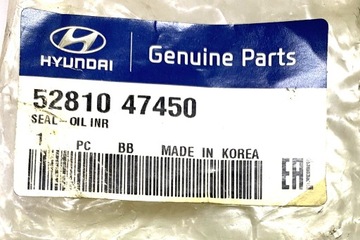 HYUNDAI
Genuine Parts
52810 47450
SEAL-OIL INR
1 PC BB MADE IN KOREA
EAC